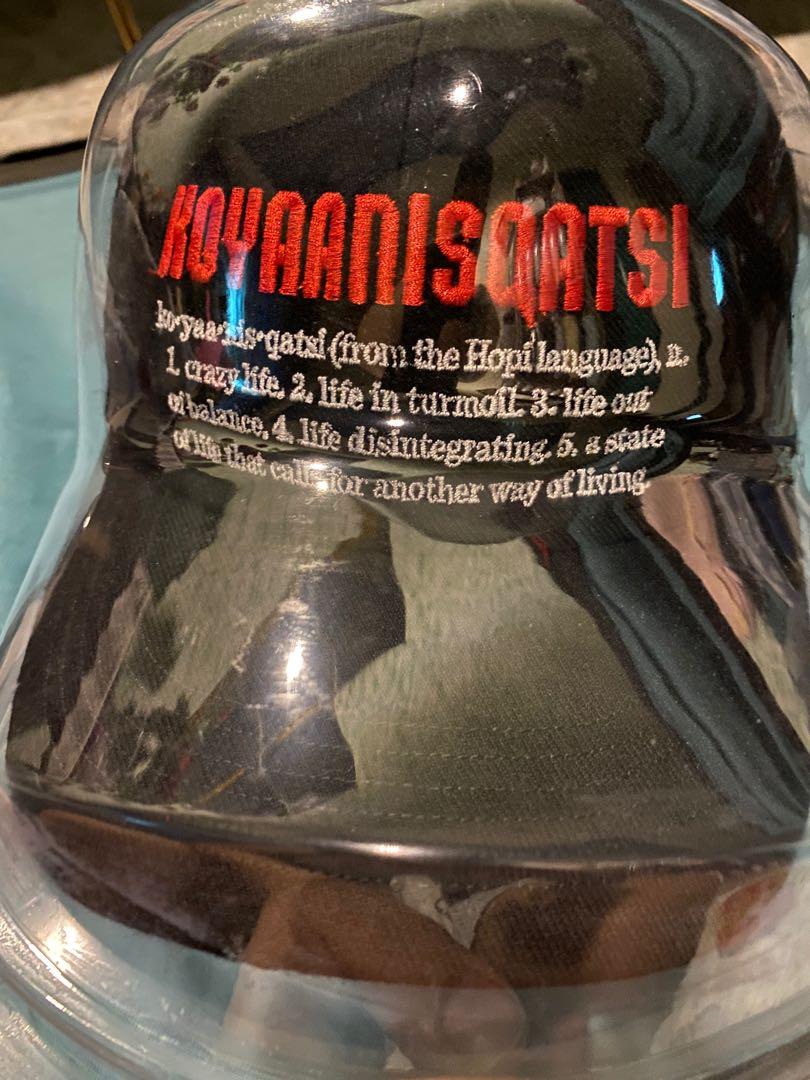 KOYAANISQATSI
ko•yaa•nis•qatsi (from the Hopi language), n.
1. crazy life. 2. life in turmoil. 3. life out
of balance. 4. life disintegrating. 5. a state
of life that calls for another way of living.